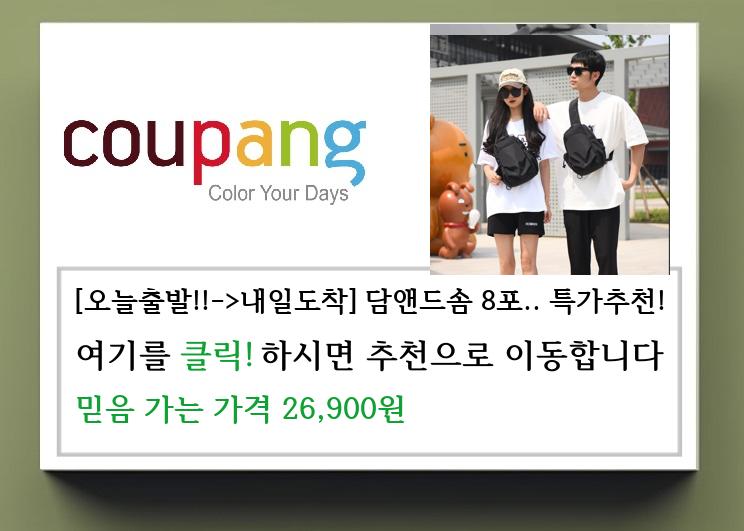 coupang
Color Your Days
[오늘출발!!->내일도착] 담앤드솜 8포.. 특가추천!
여기를 클릭! 하시면 추천으로 이동합니다
믿음 가는 가격 26,900원